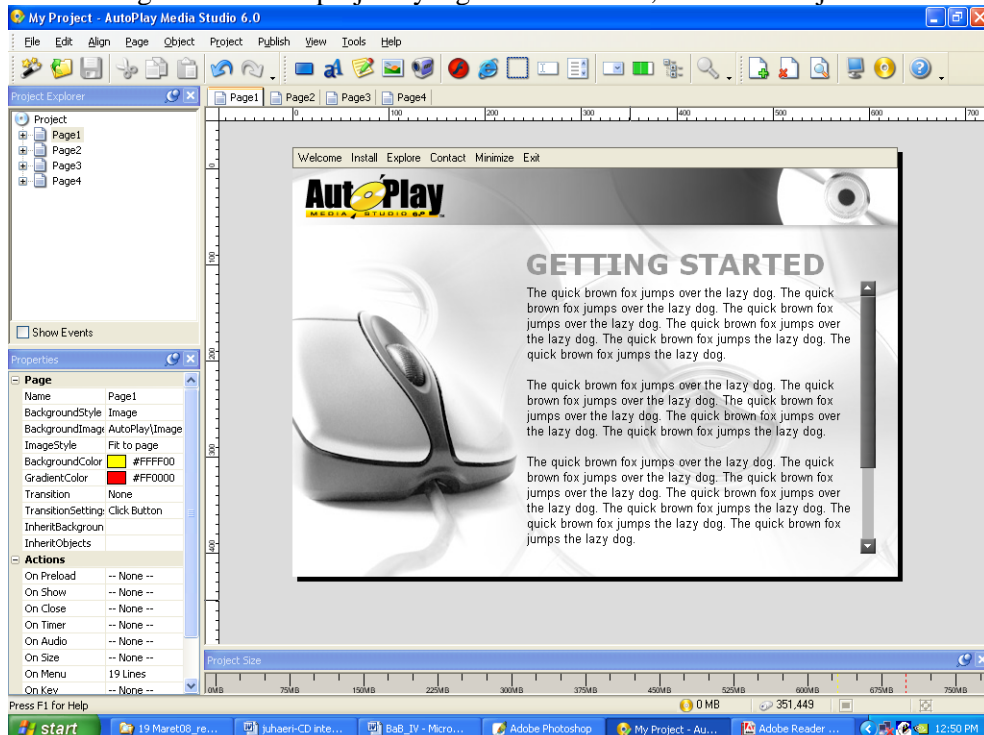 My Project - AutoPlay Media Studio 6.0
File Edit Align Page Object Project Publish View Tools Help
Project Explorer
Project
Page1
Page2
Page3
Page4
Show Events
Properties
Page
Name Page1
BackgroundStyle Image
BackgroundImage AutoPlay\Image
ImageStyle Fit to page
BackgroundColor #FFFF00
GradientColor #FF0000
Transition None
TransitionSetting: Click Button
InheritBackgroun
InheritObjects
Actions
On Preload -- None --
On Show -- None --
On Close -- None --
On Timer -- None --
On Audio -- None --
On Size -- None --
On Menu 19 Lines
On Key -- None --
Page1 Page2 Page3 Page4
0 100 200 300 400 500 600 700
0
100
200
300
400
Welcome Install Explore Contact Minimize Exit
AutoPlay
MEDIA STUDIO 6.0
GETTING STARTED
The quick brown fox jumps over the lazy dog. The quick
brown fox jumps over the lazy dog. The quick brown fox
jumps over the lazy dog. The quick brown fox jumps over
the lazy dog. The quick brown fox jumps over the lazy dog. The
quick brown fox jumps the lazy dog.
The quick brown fox jumps over the lazy dog. The quick
brown fox jumps over the lazy dog. The quick brown fox
jumps over the lazy dog. The quick brown fox jumps over
the lazy dog. The quick brown fox jumps the lazy dog.
The quick brown fox jumps over the lazy dog. The quick
brown fox jumps over the lazy dog. The quick brown fox
jumps over the lazy dog. The quick brown fox jumps over
the lazy dog. The quick brown fox jumps over the lazy dog. The
quick brown fox jumps the lazy dog. The quick brown fox
jumps the lazy dog.
Project Size
0MB 75MB 150MB 225MB 300MB 375MB 450MB 525MB 600MB 675MB 750MB
Press F1 for Help 0 MB 351,449
start 19 Maret08_re... juhaeri-CD inte... BaB_IV - Micro... Adobe Photoshop My Project - Au... Adobe Reader ... 12:50 PM